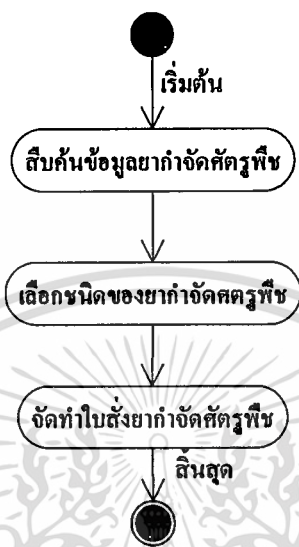 เริ่มต้น
สืบค้นข้อมูลยากำจัดศัตรูพืช
เลือกชนิดของยากำจัดศตรูพืช
จัดทำใบสั่งยากำจัดศัตรูพืช
สิ้นสุด